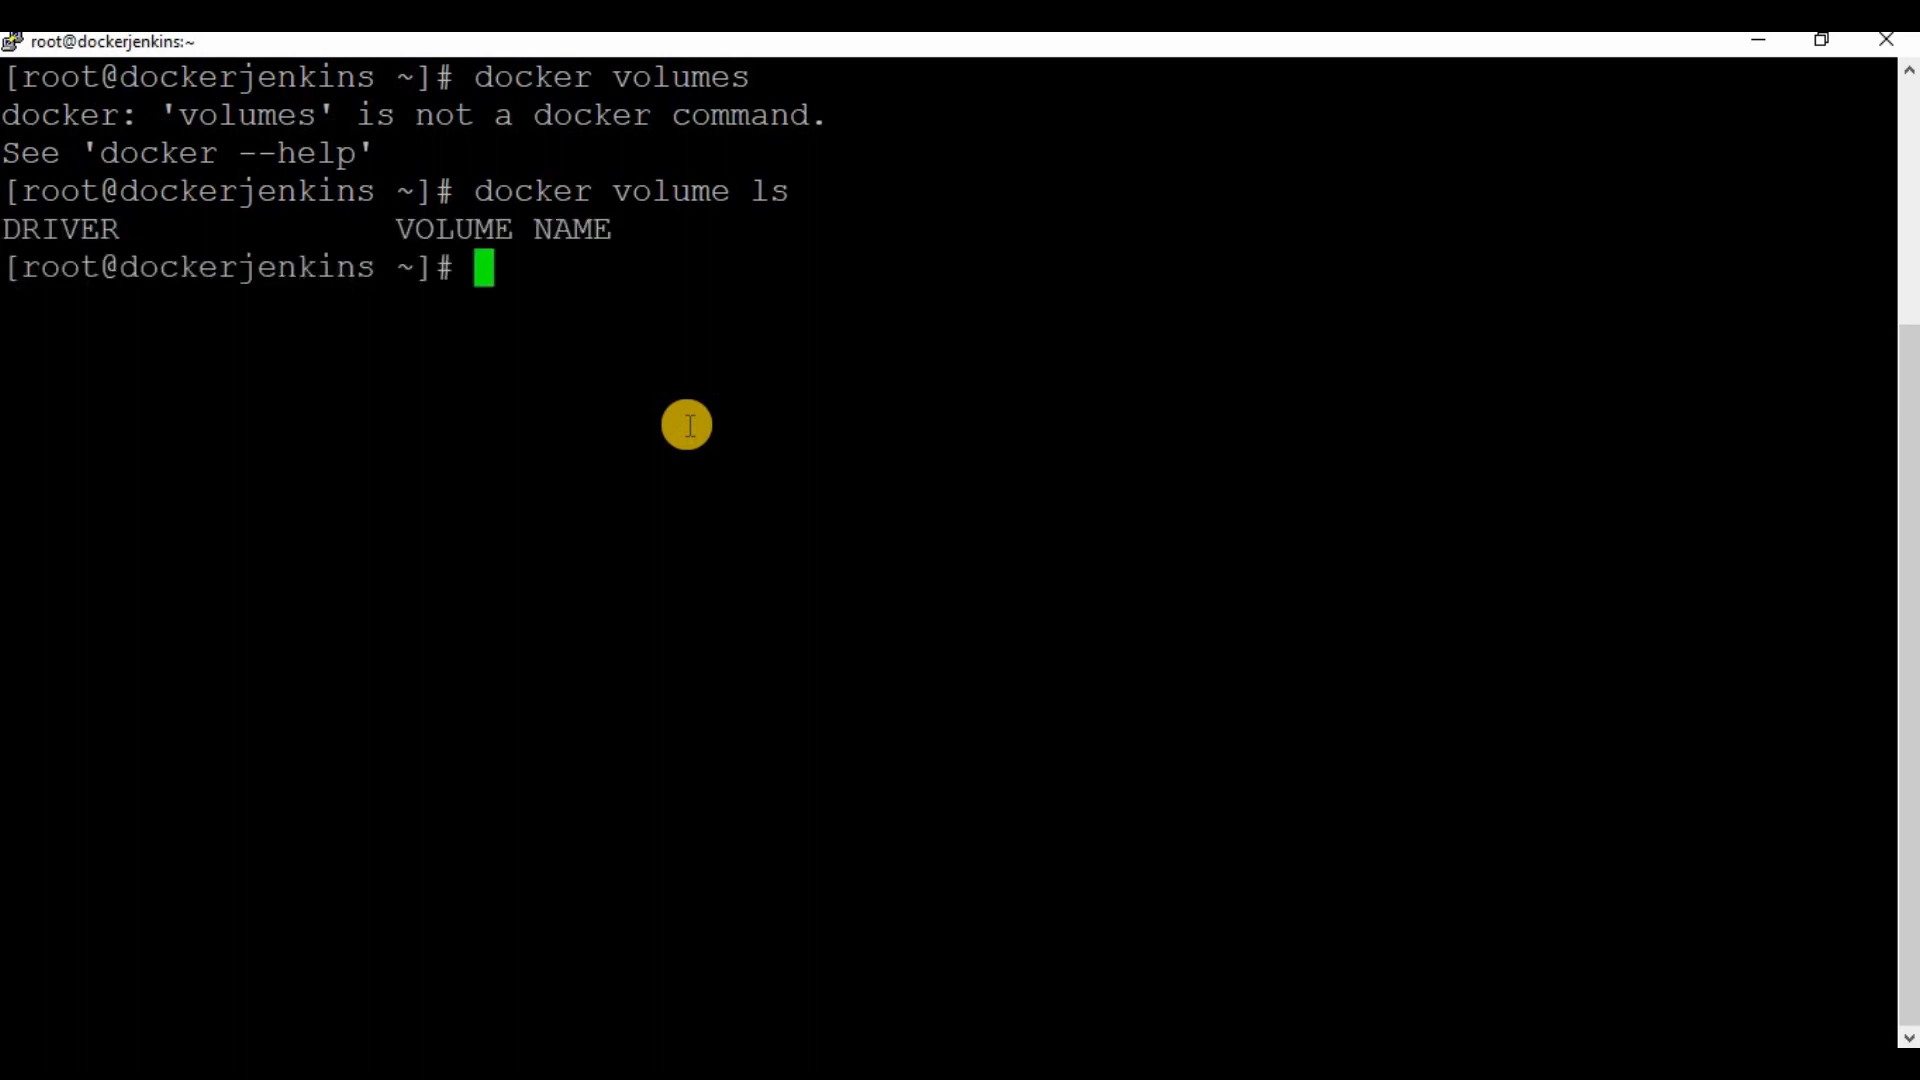 root@dockerjenkins:~
[root@dockerjenkins ~]# docker volumes
docker: 'volumes' is not a docker command.
See 'docker --help'
[root@dockerjenkins ~]# docker volume ls
DRIVER              VOLUME NAME
[root@dockerjenkins ~]#